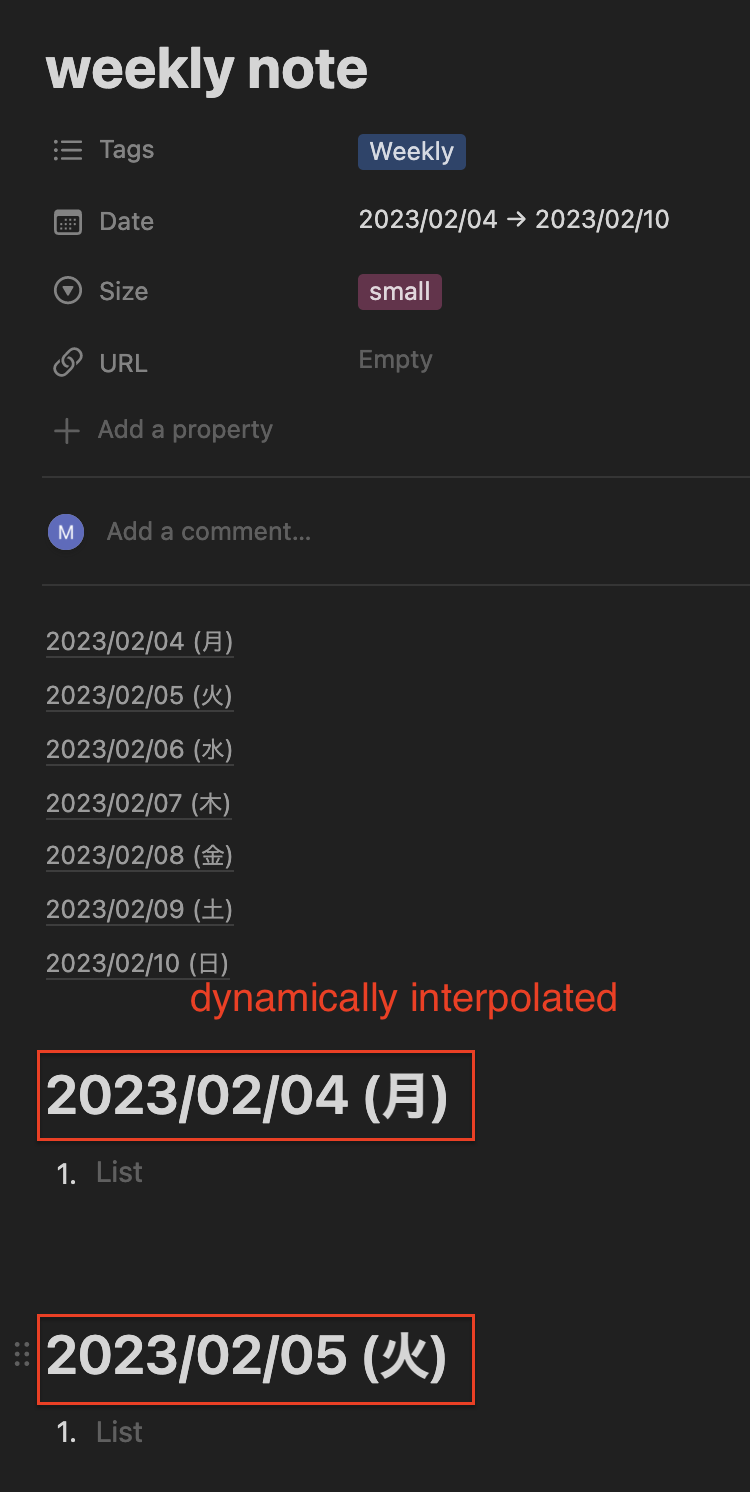 weekly note
Tags Weekly
Date 2023/02/04 → 2023/02/10
Size small
URL Empty
Add a property
M Add a comment...
2023/02/04 (月)
2023/02/05 (火)
2023/02/06 (水)
2023/02/07 (木)
2023/02/08 (金)
2023/02/09 (土)
2023/02/10 (日)
dynamically interpolated
2023/02/04 (月)
1. List
2023/02/05 (火)
1. List